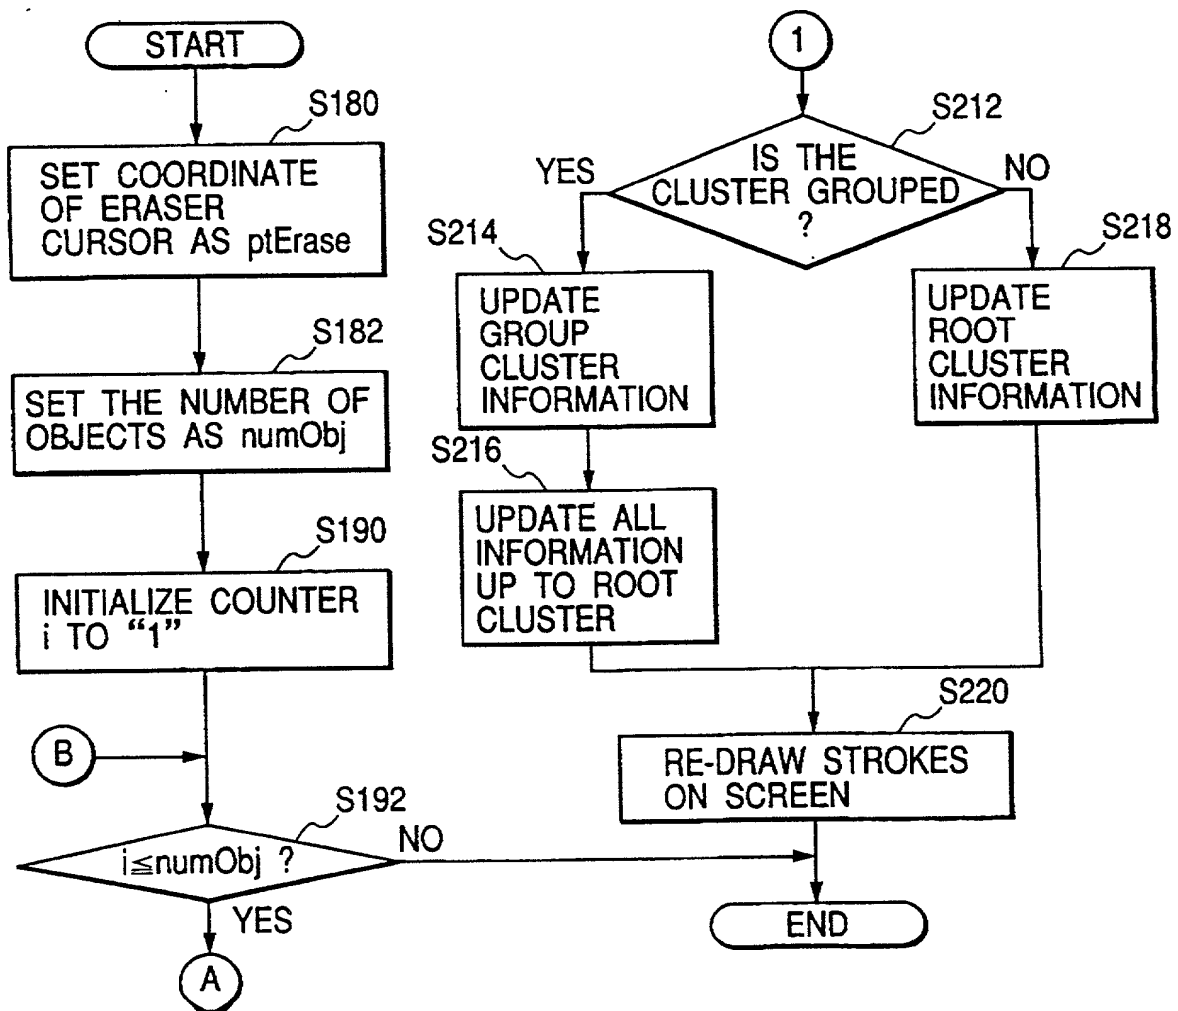 START
S180
SET COORDINATE
OF ERASER
CURSOR AS ptErase
S182
SET THE NUMBER OF
OBJECTS AS numObj
S190
INITIALIZE COUNTER
i TO “1”
B
S192
i≦numObj ?
NO
YES
A
1
S212
IS THE
CLUSTER GROUPED
?
YES
NO
S214
UPDATE
GROUP
CLUSTER
INFORMATION
S216
UPDATE ALL
INFORMATION
UP TO ROOT
CLUSTER
S218
UPDATE
ROOT
CLUSTER
INFORMATION
S220
RE-DRAW STROKES
ON SCREEN
END